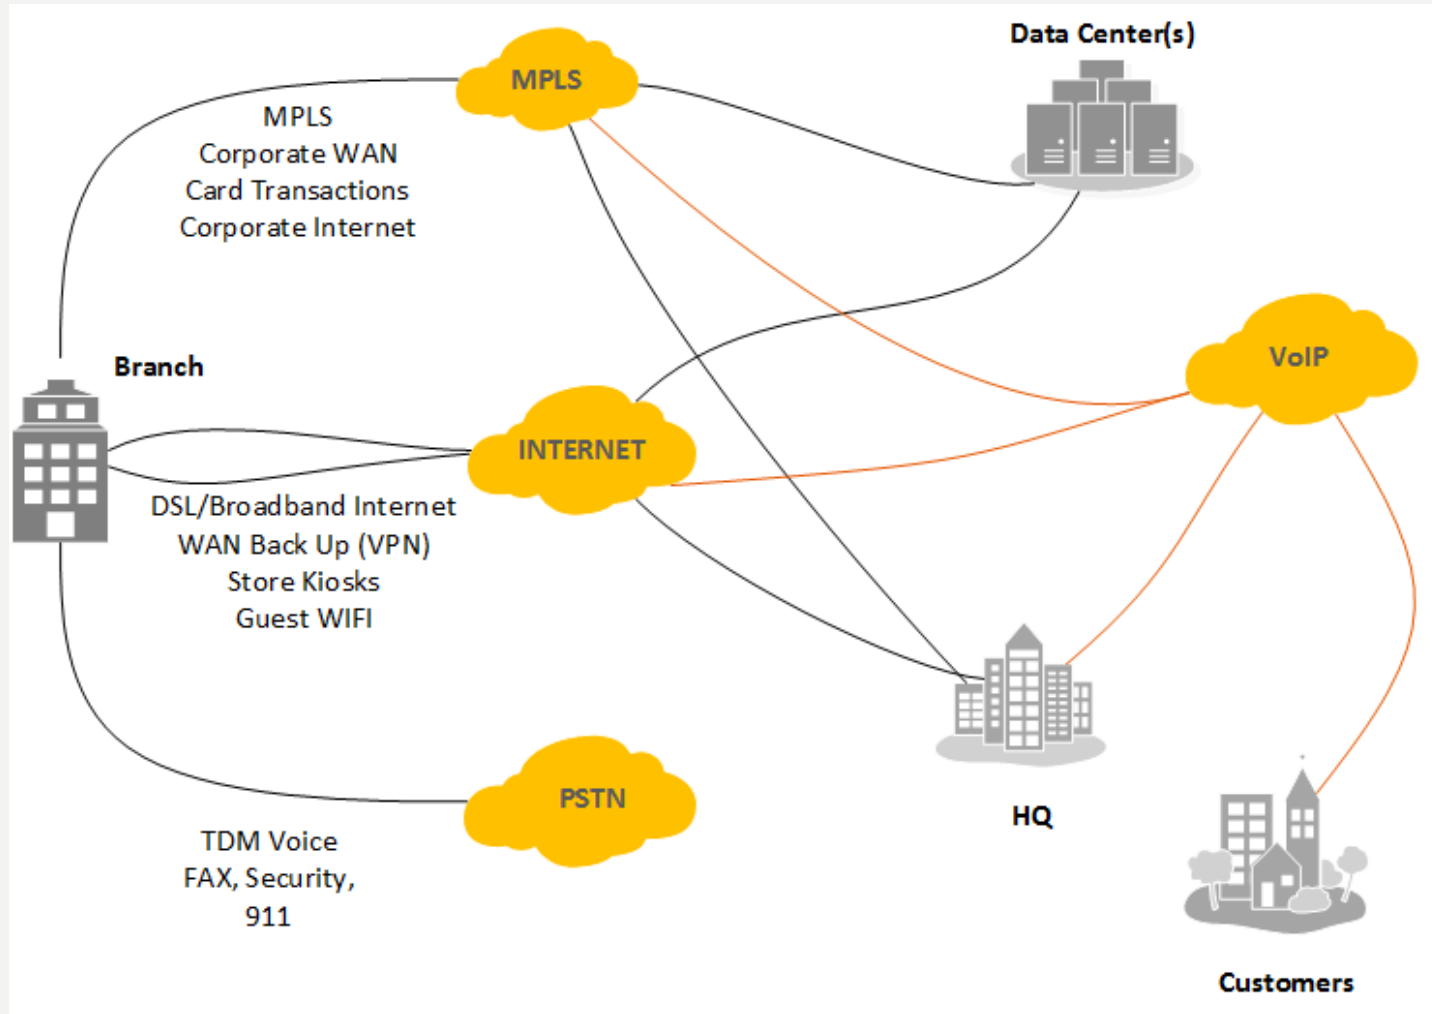 Data Center(s)
MPLS
MPLS
Corporate WAN
Card Transactions
Corporate Internet
Branch
VoIP
INTERNET
DSL/Broadband Internet
WAN Back Up (VPN)
Store Kiosks
Guest WIFI
PSTN
HQ
TDM Voice
FAX, Security,
911
Customers